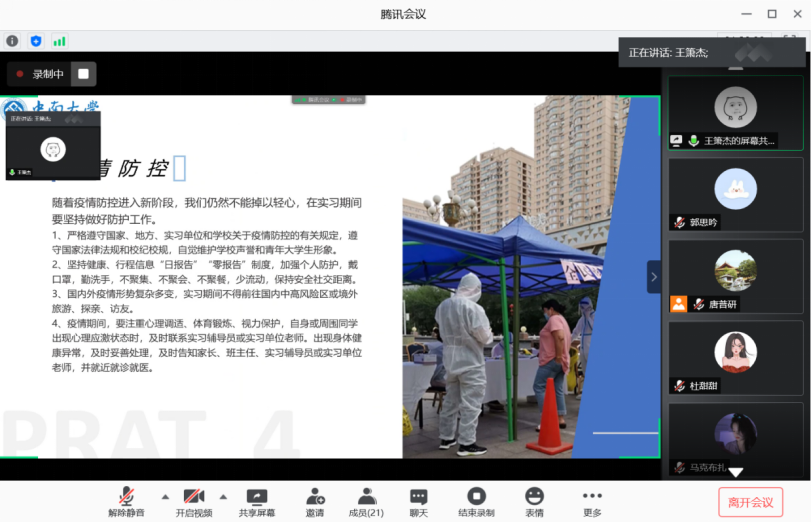 腾讯会议
正在讲话: 王箫杰;
录制中
中南大学
正在讲话: 王箫杰;
王箫杰
情防控
随着疫情防控进入新阶段，我们仍然不能掉以轻心，在实习期间
要坚持做好防护工作。
1、严格遵守国家、地方、实习单位和学校关于疫情防控的有关规定，遵
守国家法律法规和校纪校规，自觉维护学校声誉和青年大学生形象。
2、坚持健康、行程信息“日报告”“零报告”制度，加强个人防护，戴
口罩，勤洗手，不聚集、不聚会、不聚餐，少流动，保持安全社交距离。
3、国内外疫情形势复杂多变，实习期间不得前往国内中高风险区或境外
旅游、探亲、访友。
4、疫情期间，要注重心理调适、体育锻炼、视力保护，自身或周围同学
出现心理应激状态时，及时联系实习辅导员或实习单位老师。出现身体健
康异常，及时妥善处理，及时告知家长、班主任、实习辅导员或实习单位
老师，并就近就诊就医。
PRAT 4
王箫杰的屏幕共...
郭思吟
唐普研
杜甜甜
马克布扎
解除静音
开启视频
共享屏幕
邀请
成员(21)
聊天
结束录制
表情
更多
离开会议